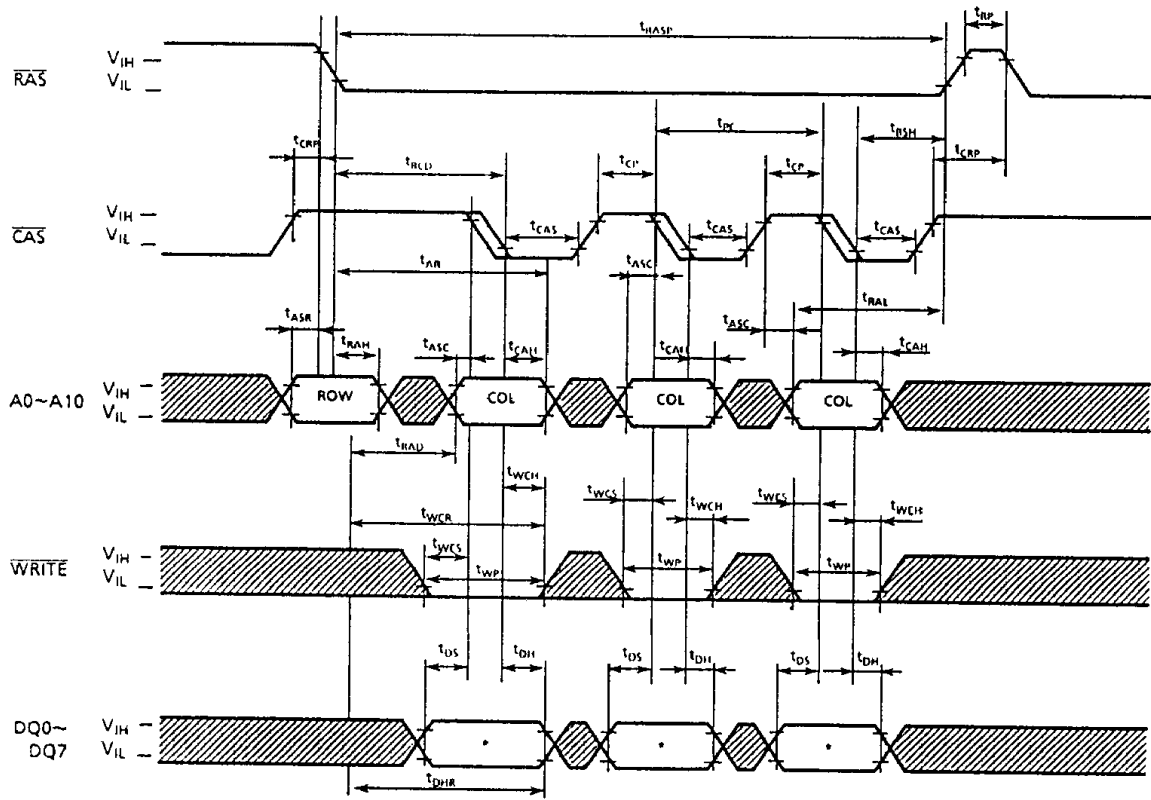 tRASP
tRP
RAS
VIH
VIL
tPC
tRSH
tCRP
tCRP
tRCD
tCP
tCP
CAS
VIH
VIL
tCAS
tCAS
tCAS
tAR
tASC
tRAL
tASR
tASC
tRAH
tASC
tCAH
tCAH
tCAH
A0~A10
VIH
VIL
ROW
COL
COL
COL
tRAD
tWCH
tWCS
tWCS
tWCH
tWCH
tWCR
WRITE
VIH
VIL
tWCS
tWP
tWP
tWP
tDS
tDH
tDS
tDH
tDS
tDH
DQ0~
DQ7
VIH
VIL
*
*
*
tDHR